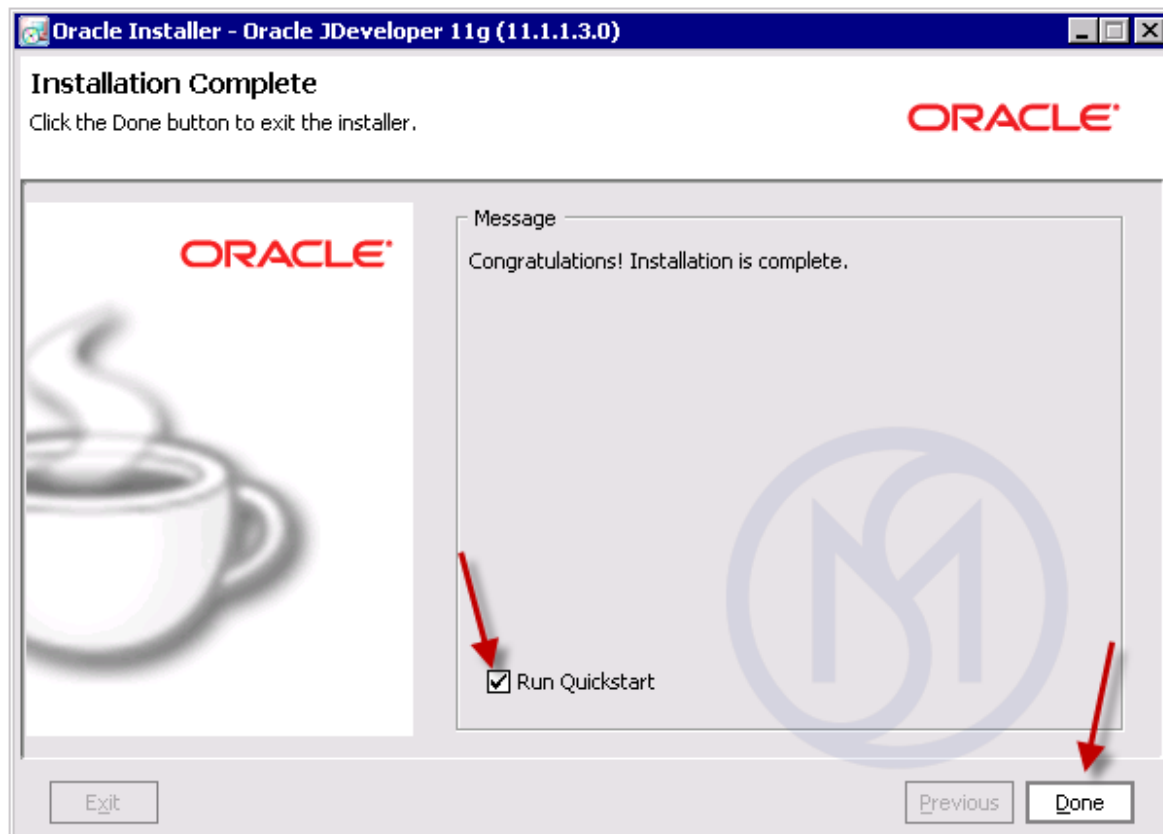 Oracle Installer - Oracle JDeveloper 11g (11.1.1.3.0)
Installation Complete
Click the Done button to exit the installer.
ORACLE
ORACLE
Message
Congratulations! Installation is complete.
Run Quickstart
Exit
Previous
Done